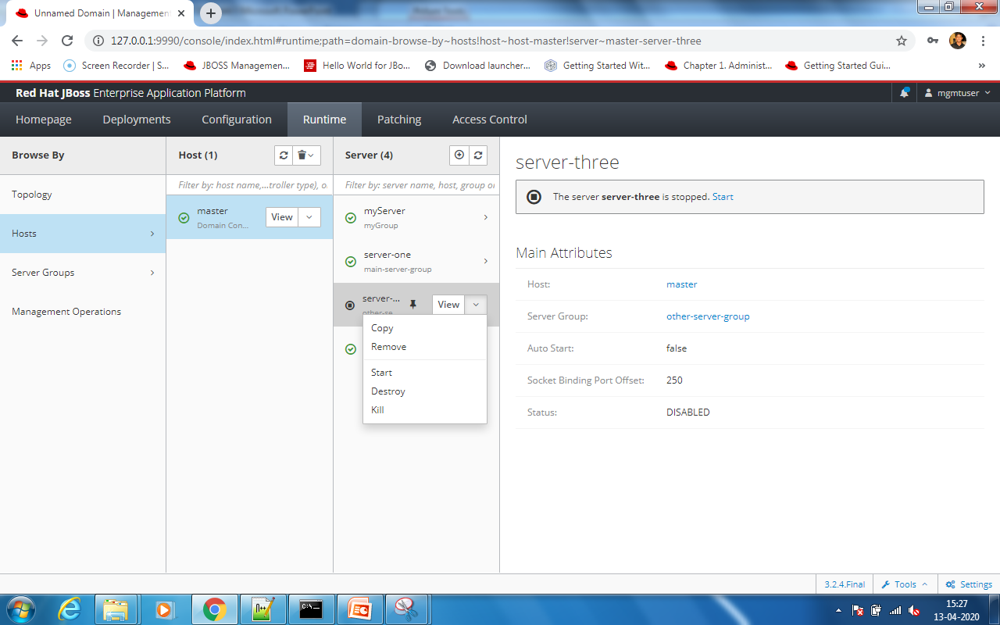 Unnamed Domain | Management
127.0.0.1:9990/console/index.html#runtime;path=domain-browse-by~hosts!host~host-master!server~master-server-three
Apps
Screen Recorder | S...
JBOSS Managemen...
Hello World for JBo...
Download launcher...
Getting Started Wit...
Chapter 1. Administ...
Getting Started Gui...
Red Hat JBoss Enterprise Application Platform
mgmtuser
Homepage
Deployments
Configuration
Runtime
Patching
Access Control
Browse By
Topology
Hosts
Server Groups
Management Operations
Host (1)
Filter by: host name,...troller type), o
master
Domain Con...
View
Server (4)
Filter by: server name, host, group or
myServer
myGroup
server-one
main-server-group
server-...
other-se
View
Copy
Remove
Start
Destroy
Kill
server-three
The server server-three is stopped. Start
Main Attributes
Host: master
Server Group: other-server-group
Auto Start: false
Socket Binding Port Offset: 250
Status: DISABLED
3.2.4.Final
Tools
Settings
15:27
13-04-2020